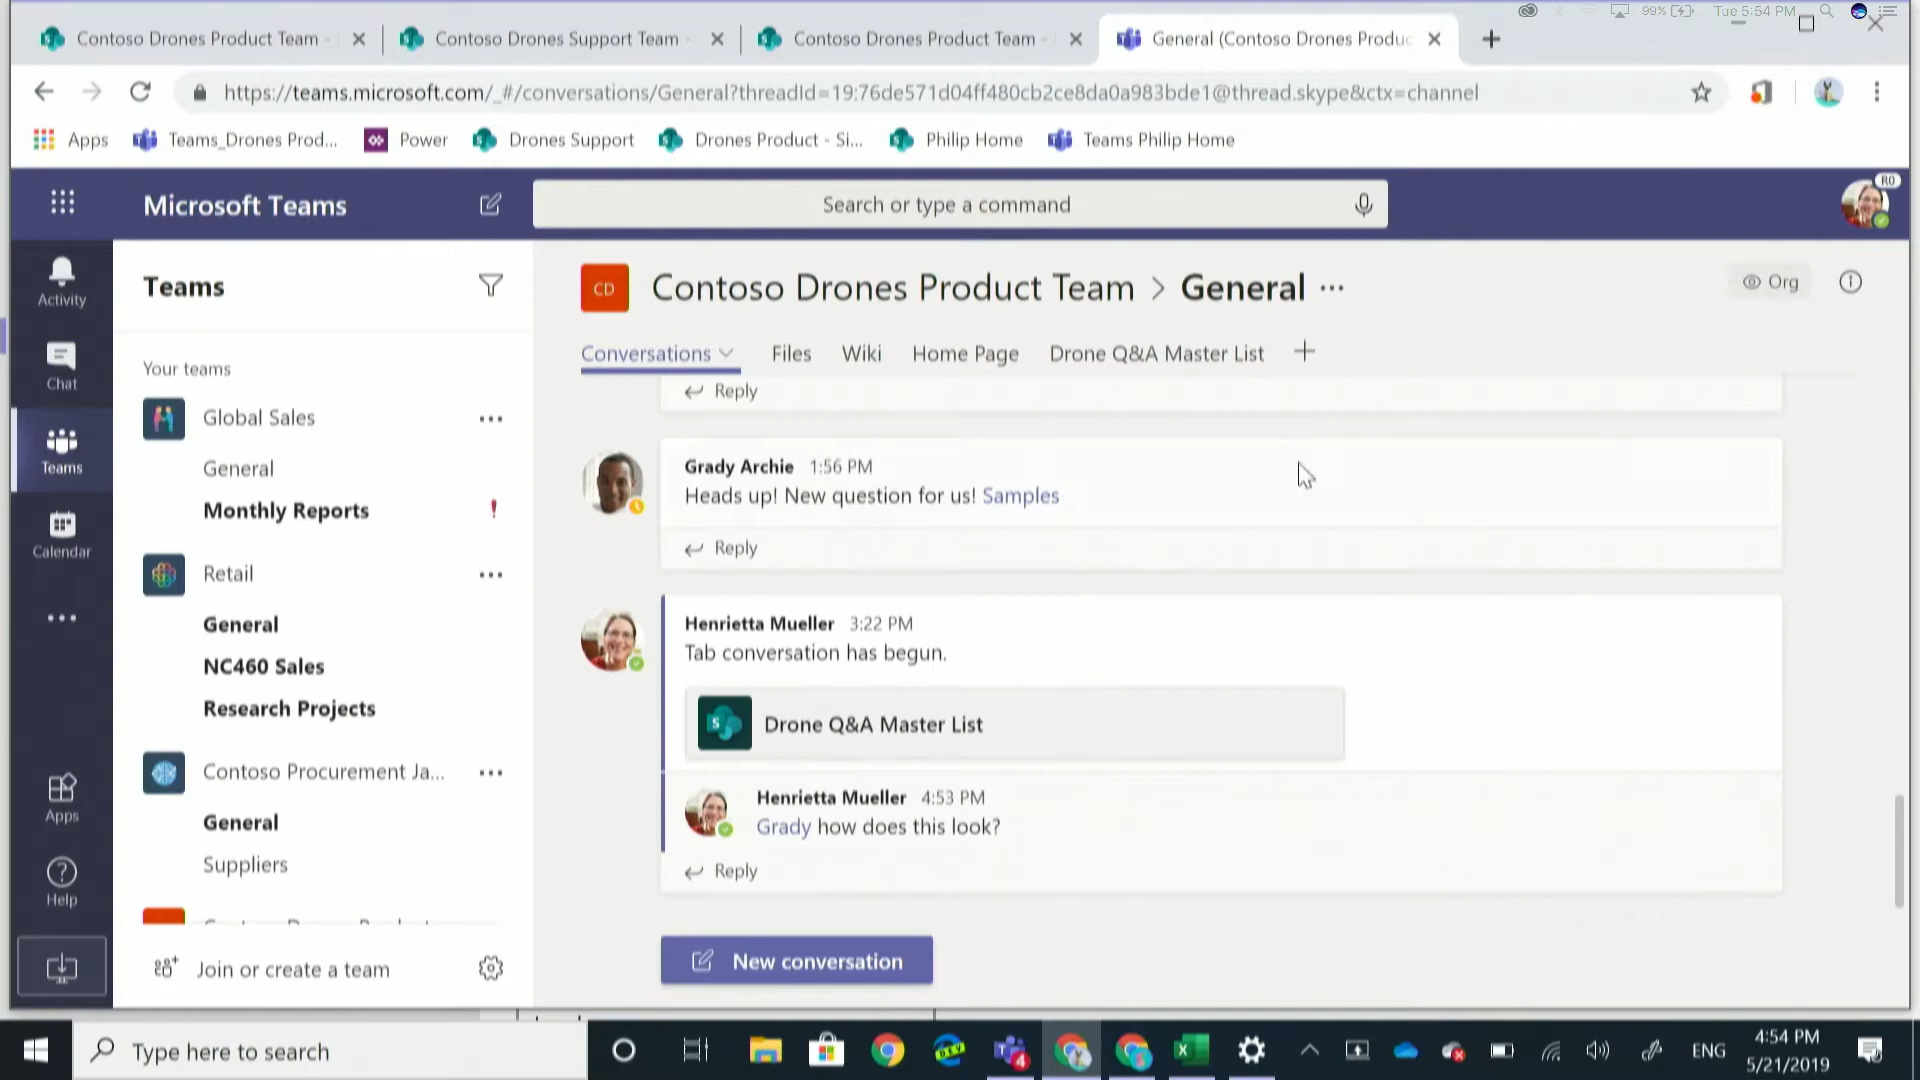 99%
Tue 5:54 PM
Contoso Drones Product Team -
Contoso Drones Support Team -
Contoso Drones Product Team -
General (Contoso Drones Produc
https://teams.microsoft.com/_#/conversations/General?threadId=19:76de571d04ff480cb2ce8da0a983bde1@thread.skype&ctx=channel
Apps
Teams_Drones Prod...
Power
Drones Support
Drones Product - Si...
Philip Home
Teams Philip Home
Microsoft Teams
Search or type a command
RO
Activity
Chat
Teams
Calendar
Apps
Help
Teams
Your teams
Global Sales
General
Monthly Reports
Retail
General
NC460 Sales
Research Projects
Contoso Procurement Ja...
General
Suppliers
Join or create a team
CD
Contoso Drones Product Team > General ...
Org
Conversations
Files
Wiki
Home Page
Drone Q&A Master List
Reply
Grady Archie 1:56 PM
Heads up! New question for us! Samples
Reply
Henrietta Mueller 3:22 PM
Tab conversation has begun.
S
Drone Q&A Master List
Henrietta Mueller 4:53 PM
Grady how does this look?
Reply
New conversation
Type here to search
DEV
4
ENG
4:54 PM
5/21/2019